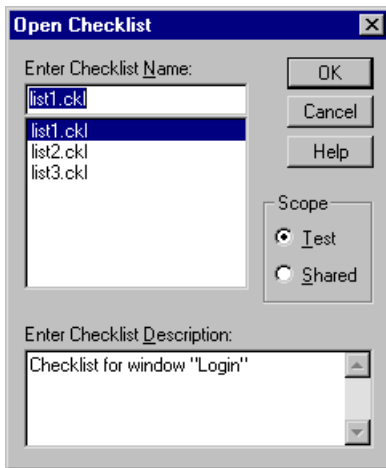 Open Checklist
Enter Checklist Name:
list1.ckl
list1.ckl
list2.ckl
list3.ckl
OK
Cancel
Help
Scope
Test
Shared
Enter Checklist Description:
Checklist for window "Login"